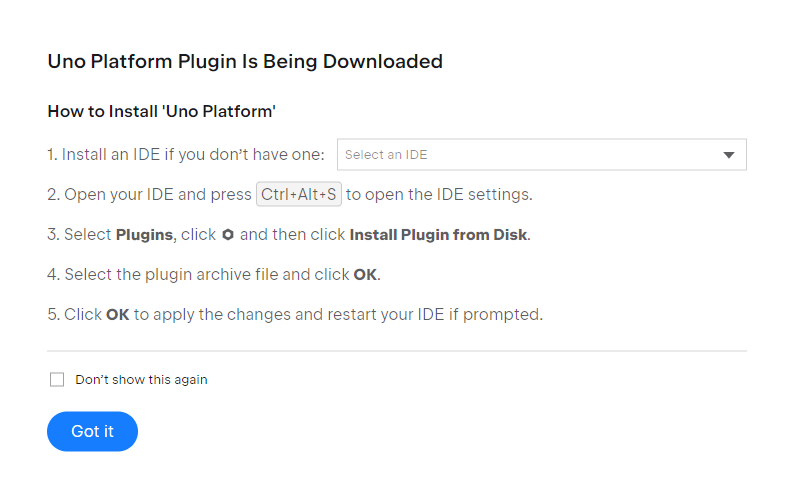 Uno Platform Plugin Is Being Downloaded
How to Install 'Uno Platform'
1. Install an IDE if you don’t have one: Select an IDE
2. Open your IDE and press Ctrl+Alt+S to open the IDE settings.
3. Select Plugins, click and then click Install Plugin from Disk.
4. Select the plugin archive file and click OK.
5. Click OK to apply the changes and restart your IDE if prompted.
Don’t show this again
Got it